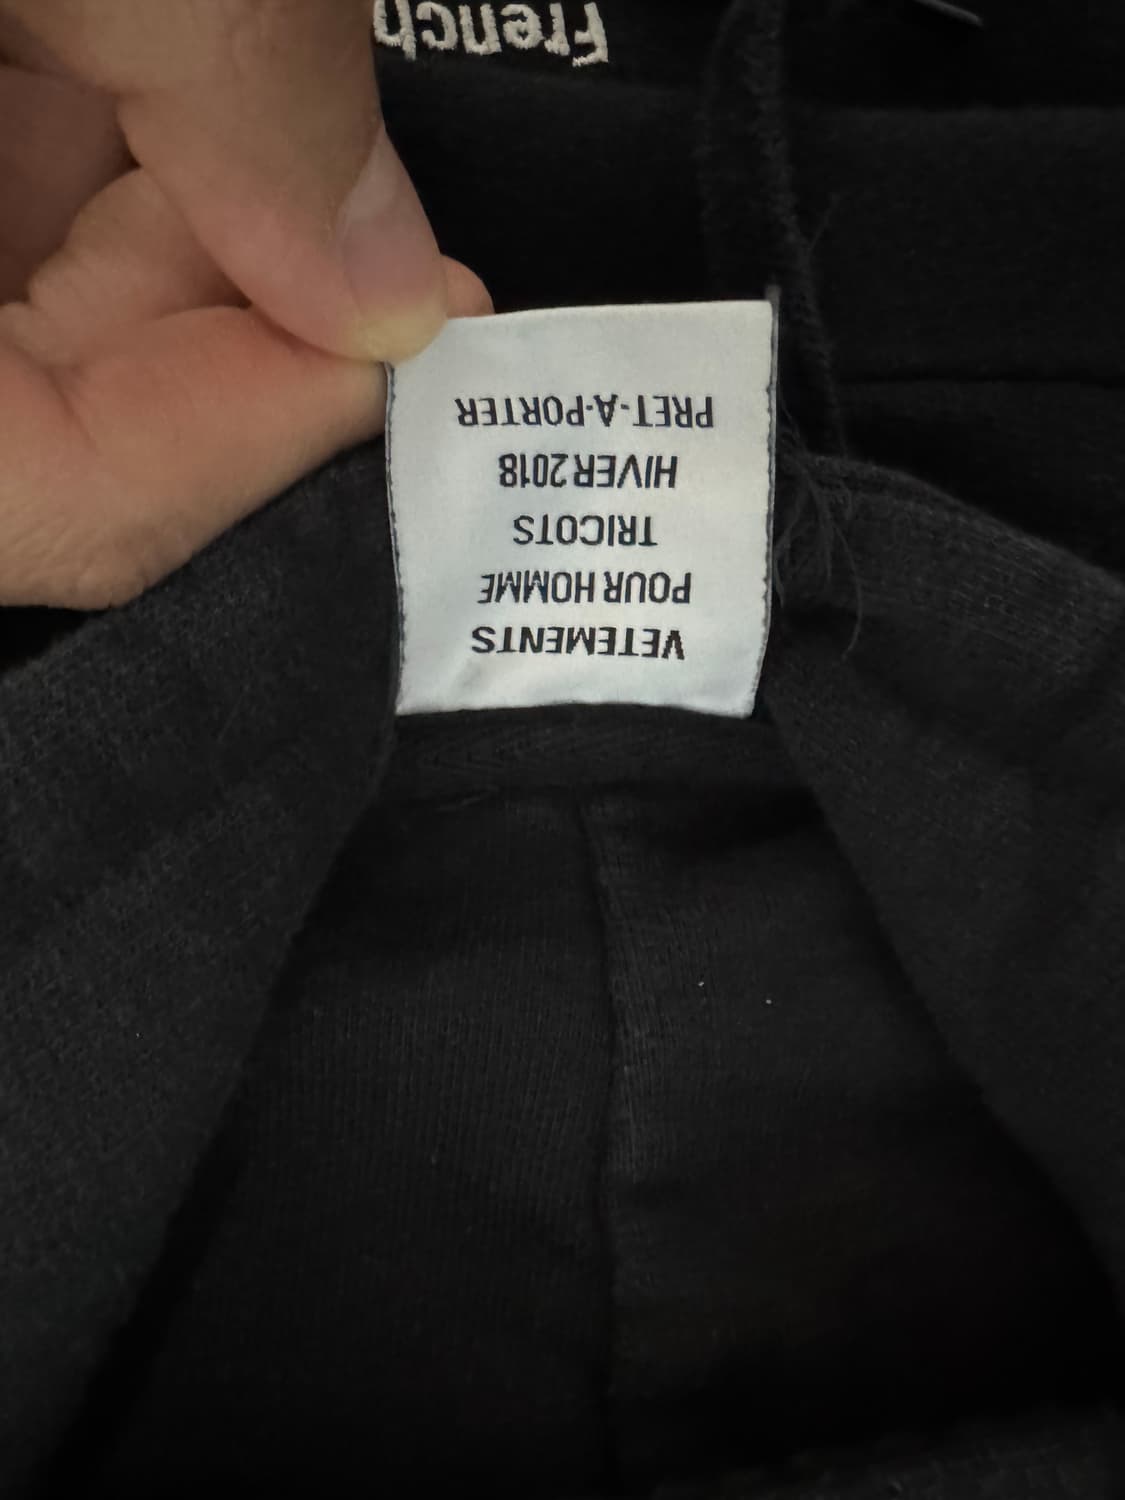 VETEMENTS
POUR HOMME
TRICOTS
HIVER 2018
PRET-A-PORTER
French